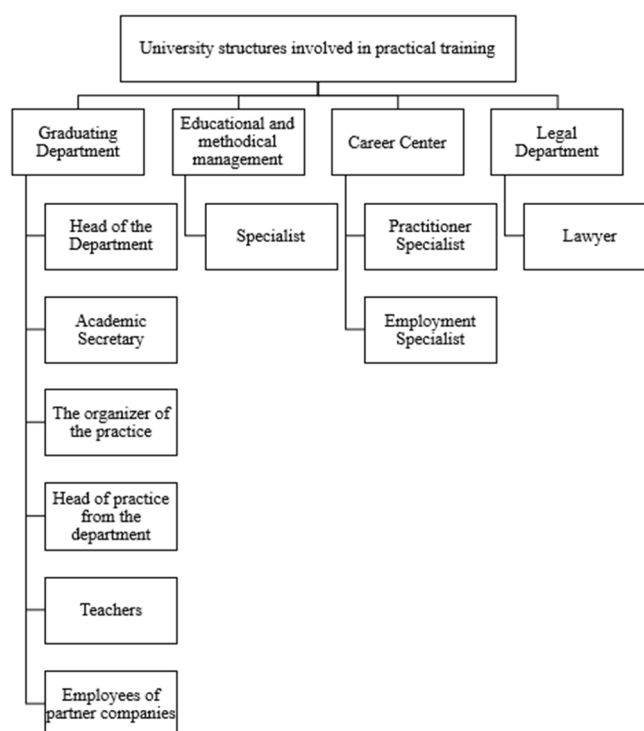 University structures involved in practical training
Graduating
Department
Educational and
methodical
management
Career Center
Legal
Department
Head of the
Department
Specialist
Practitioner
Specialist
Lawyer
Academic
Secretary
Employment
Specialist
The organizer of
the practice
Head of practice
from the
department
Teachers
Employees of
partner companies